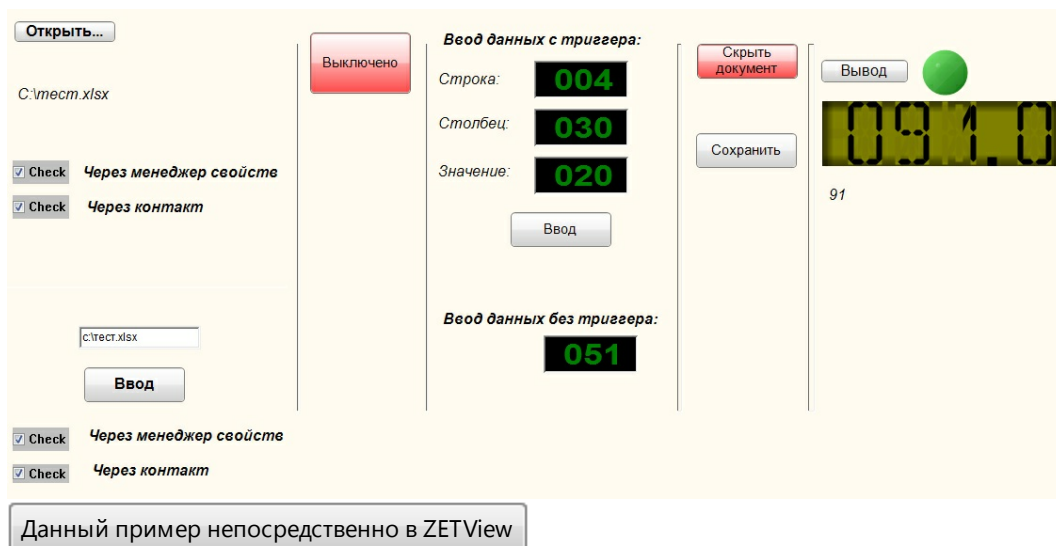 Открыть...
C:\тест.xlsx
Check Через менеджер свойств
Check Через контакт
c:\тест.xlsx
Ввод
Check Через менеджер свойств
Check Через контакт
Выключено
Ввод данных с триггера:
Строка: 004
Столбец: 030
Значение: 020
Ввод
Ввод данных без триггера:
051
Скрыть
документ
Сохранить
Вывод
091.0
91
Данный пример непосредственно в ZETView